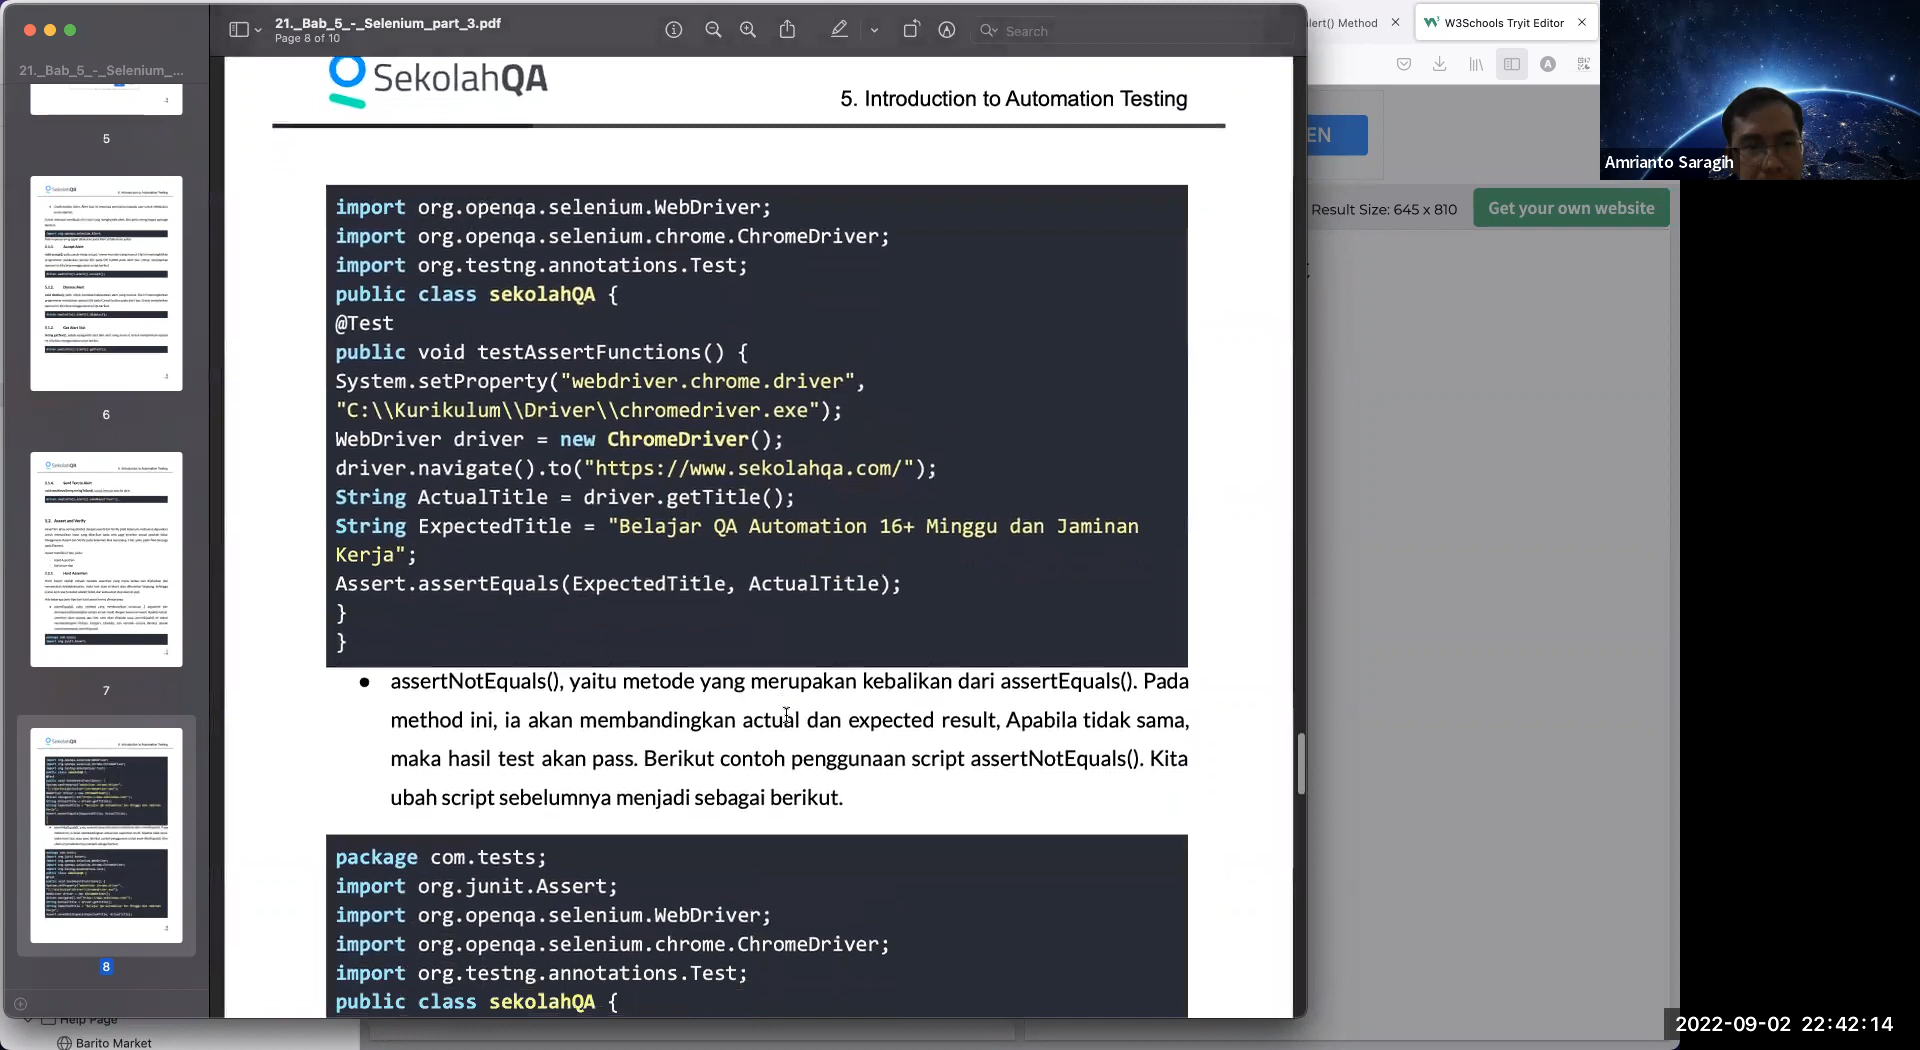 21._Bab_5_-_Selenium_part_3.pdf
Page 8 of 10
Search
21._Bab_5_-_Selenium_...
5
6
7
8
SekolahQA
5. Introduction to Automation Testing
import org.openqa.selenium.WebDriver;
import org.openqa.selenium.chrome.ChromeDriver;
import org.testng.annotations.Test;
public class sekolahQA {
@Test
public void testAssertFunctions() {
System.setProperty("webdriver.chrome.driver",
"C:\\Kurikulum\\Driver\\chromedriver.exe");
WebDriver driver = new ChromeDriver();
driver.navigate().to("https://www.sekolahqa.com/");
String ActualTitle = driver.getTitle();
String ExpectedTitle = "Belajar QA Automation 16+ Minggu dan Jaminan
Kerja";
Assert.assertEquals(ExpectedTitle, ActualTitle);
}
}
● assertNotEquals(), yaitu metode yang merupakan kebalikan dari assertEquals(). Pada
method ini, ia akan membandingkan actual dan expected result, Apabila tidak sama,
maka hasil test akan pass. Berikut contoh penggunaan script assertNotEquals(). Kita
ubah script sebelumnya menjadi sebagai berikut.
package com.tests;
import org.junit.Assert;
import org.openqa.selenium.WebDriver;
import org.openqa.selenium.chrome.ChromeDriver;
import org.testng.annotations.Test;
public class sekolahQA {
lert() Method
W3Schools Tryit Editor
EN
Result Size: 645 x 810
Get your own website
Amrianto Saragih
Help Page
Barito Market
2022-09-02 22:42:14